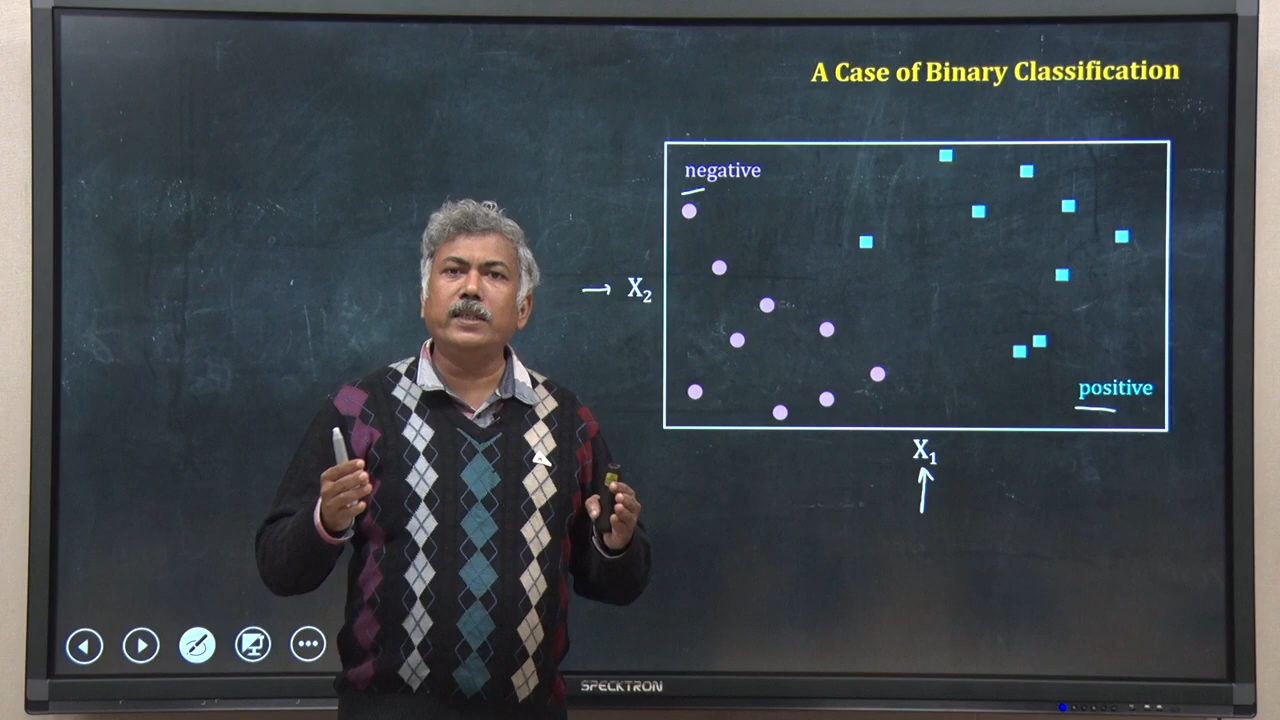 A Case of Binary Classification
negative
→ X₂
positive
X₁
SPECKTRON